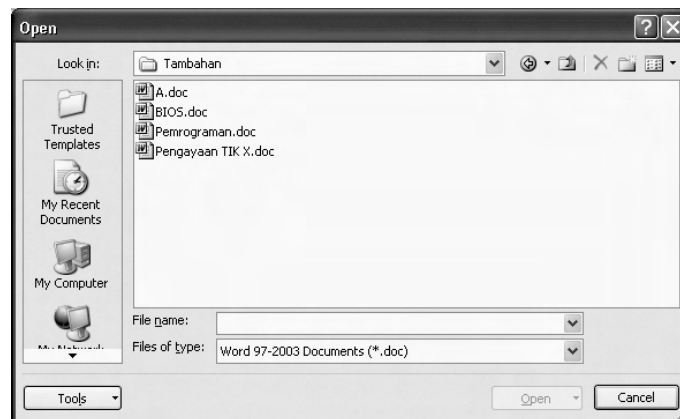 Open
Look in:
Tambahan
Trusted
Templates
My Recent
Documents
My Computer
A.doc
BIOS.doc
Pemrograman.doc
Pengayaan TIK X.doc
File name:
Files of type:
Word 97-2003 Documents (*.doc)
Tools
Open
Cancel